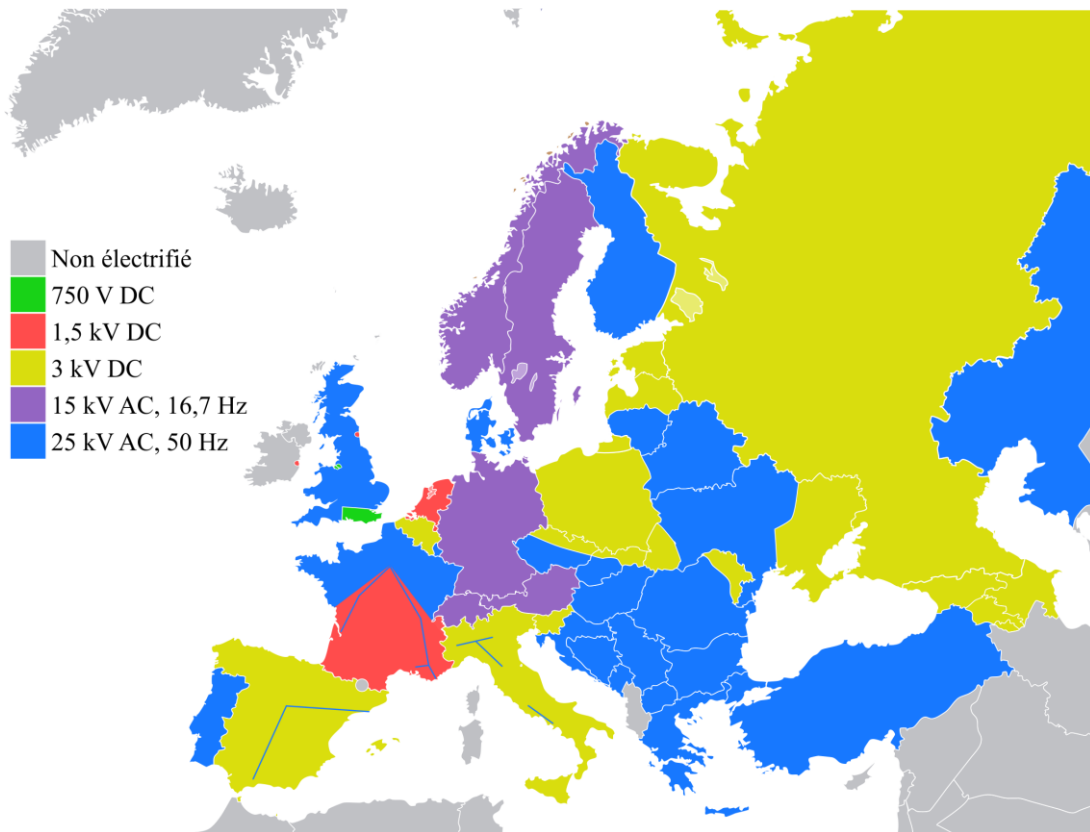 Non électrifié
750 V DC
1,5 kV DC
3 kV DC
15 kV AC, 16,7 Hz
25 kV AC, 50 Hz